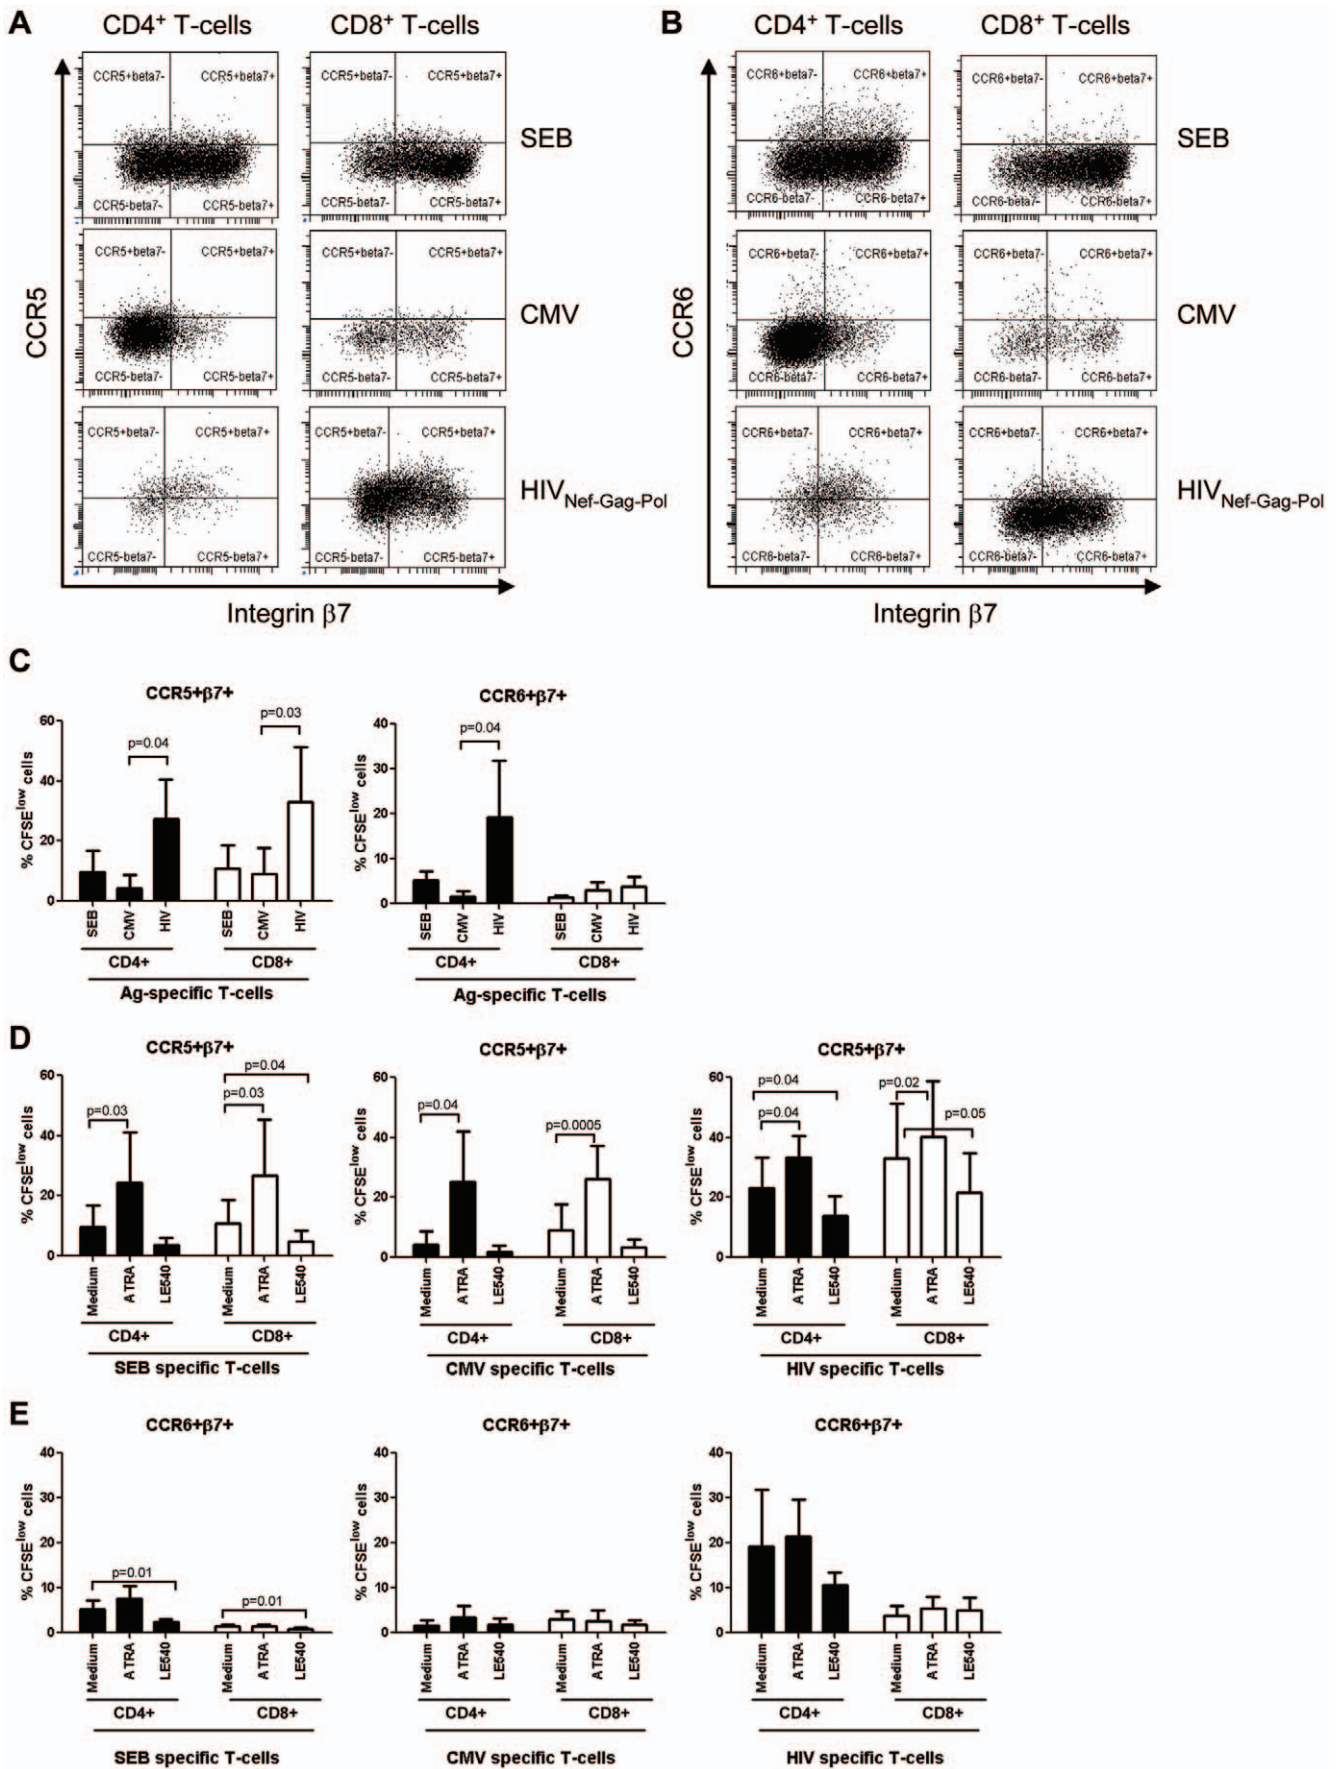 A
CD4+ T-cells
CD8+ T-cells
CCR5+beta7-
CCR5+beta7+
CCR5+beta7-
CCR5+beta7+
SEB
CCR5-beta7-
CCR5-beta7+
CCR5-beta7-
CCR5-beta7+
CCR5+beta7-
CCR5+beta7+
CCR5+beta7-
CCR5+beta7+
CCR5
CMV
CCR5-beta7-
CCR5-beta7+
CCR5-beta7-
CCR5-beta7+
CCR5+beta7-
CCR5+beta7+
CCR5+beta7-
CCR5+beta7+
HIVNef-Gag-Pol
CCR5-beta7-
CCR5-beta7+
CCR5-beta7-
CCR5-beta7+
Integrin β7
B
CD4+ T-cells
CD8+ T-cells
CCR6+beta7-
CCR6+beta7+
CCR6+beta7-
CCR6+beta7+
SEB
CCR6-beta7-
CCR6-beta7+
CCR6-beta7-
CCR6-beta7+
CCR6+beta7-
CCR6+beta7+
CCR6+beta7-
CCR6+beta7+
CCR6
CMV
CCR6-beta7-
CCR6-beta7+
CCR6-beta7-
CCR6-beta7+
CCR6+beta7-
CCR6+beta7+
CCR6+beta7-
CCR6+beta7+
HIVNef-Gag-Pol
CCR6-beta7-
CCR6-beta7+
CCR6-beta7-
CCR6-beta7+
Integrin β7
C
CCR5+β7+
% CFSElow cells
60
40
20
0
p=0.04
p=0.03
SEB
CMV
HIV
SEB
CMV
HIV
CD4+
CD8+
Ag-specific T-cells
CCR6+β7+
% CFSElow cells
40
30
20
10
0
p=0.04
SEB
CMV
HIV
SEB
CMV
HIV
CD4+
CD8+
Ag-specific T-cells
D
CCR5+β7+
% CFSElow cells
60
40
20
0
p=0.03
p=0.04
p=0.03
Medium
ATRA
LE540
Medium
ATRA
LE540
CD4+
CD8+
SEB specific T-cells
CCR5+β7+
% CFSElow cells
60
40
20
0
p=0.04
p=0.0005
Medium
ATRA
LE540
Medium
ATRA
LE540
CD4+
CD8+
CMV specific T-cells
CCR5+β7+
% CFSElow cells
60
40
20
0
p=0.04
p=0.04
p=0.02
p=0.05
Medium
ATRA
LE540
Medium
ATRA
LE540
CD4+
CD8+
HIV specific T-cells
E
CCR6+β7+
% CFSElow cells
40
30
20
10
0
p=0.01
p=0.01
Medium
ATRA
LE540
Medium
ATRA
LE540
CD4+
CD8+
SEB specific T-cells
CCR6+β7+
% CFSElow cells
40
30
20
10
0
Medium
ATRA
LE540
Medium
ATRA
LE540
CD4+
CD8+
CMV specific T-cells
CCR6+β7+
% CFSElow cells
40
30
20
10
0
Medium
ATRA
LE540
Medium
ATRA
LE540
CD4+
CD8+
HIV specific T-cells